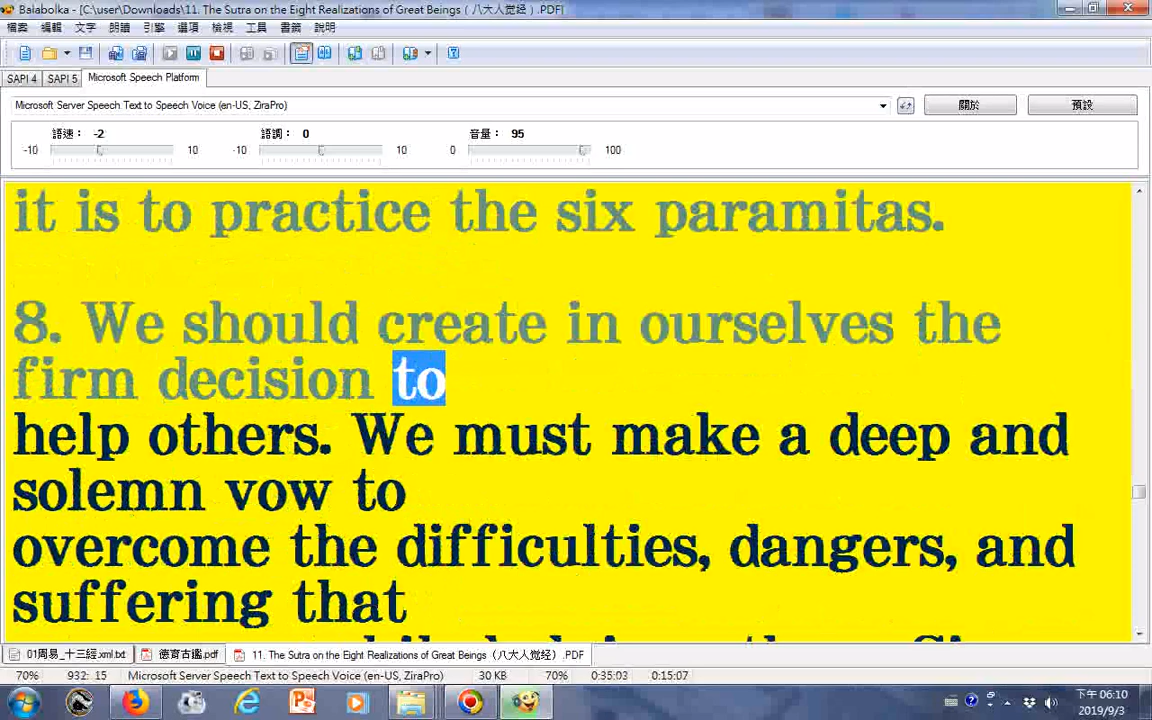 Balabolka - [C:\user\Downloads\11. The Sutra on the Eight Realizations of Great Beings（八大人觉经）.PDF]
檔案 編輯 文字 朗讀 引擎 選項 檢視 工具 書籤 說明
SAPI 4 SAPI 5 Microsoft Speech Platform
Microsoft Server Speech Text to Speech Voice (en-US, ZiraPro) 關於 預設
語速： -2 語調： 0 音量： 95
-10 10 -10 10 0 100
it is to practice the six paramitas.
8. We should create in ourselves the
firm decision to
help others. We must make a deep and
solemn vow to
overcome the difficulties, dangers, and
suffering that
01周易_十三經.xml.txt 德育古鑑.pdf 11. The Sutra on the Eight Realizations of Great Beings（八大人觉经）.PDF
70% 932: 15 Microsoft Server Speech Text to Speech Voice (en-US, ZiraPro) 30 KB 70% 0:35:03 0:15:07
下午 06:10
2019/9/3